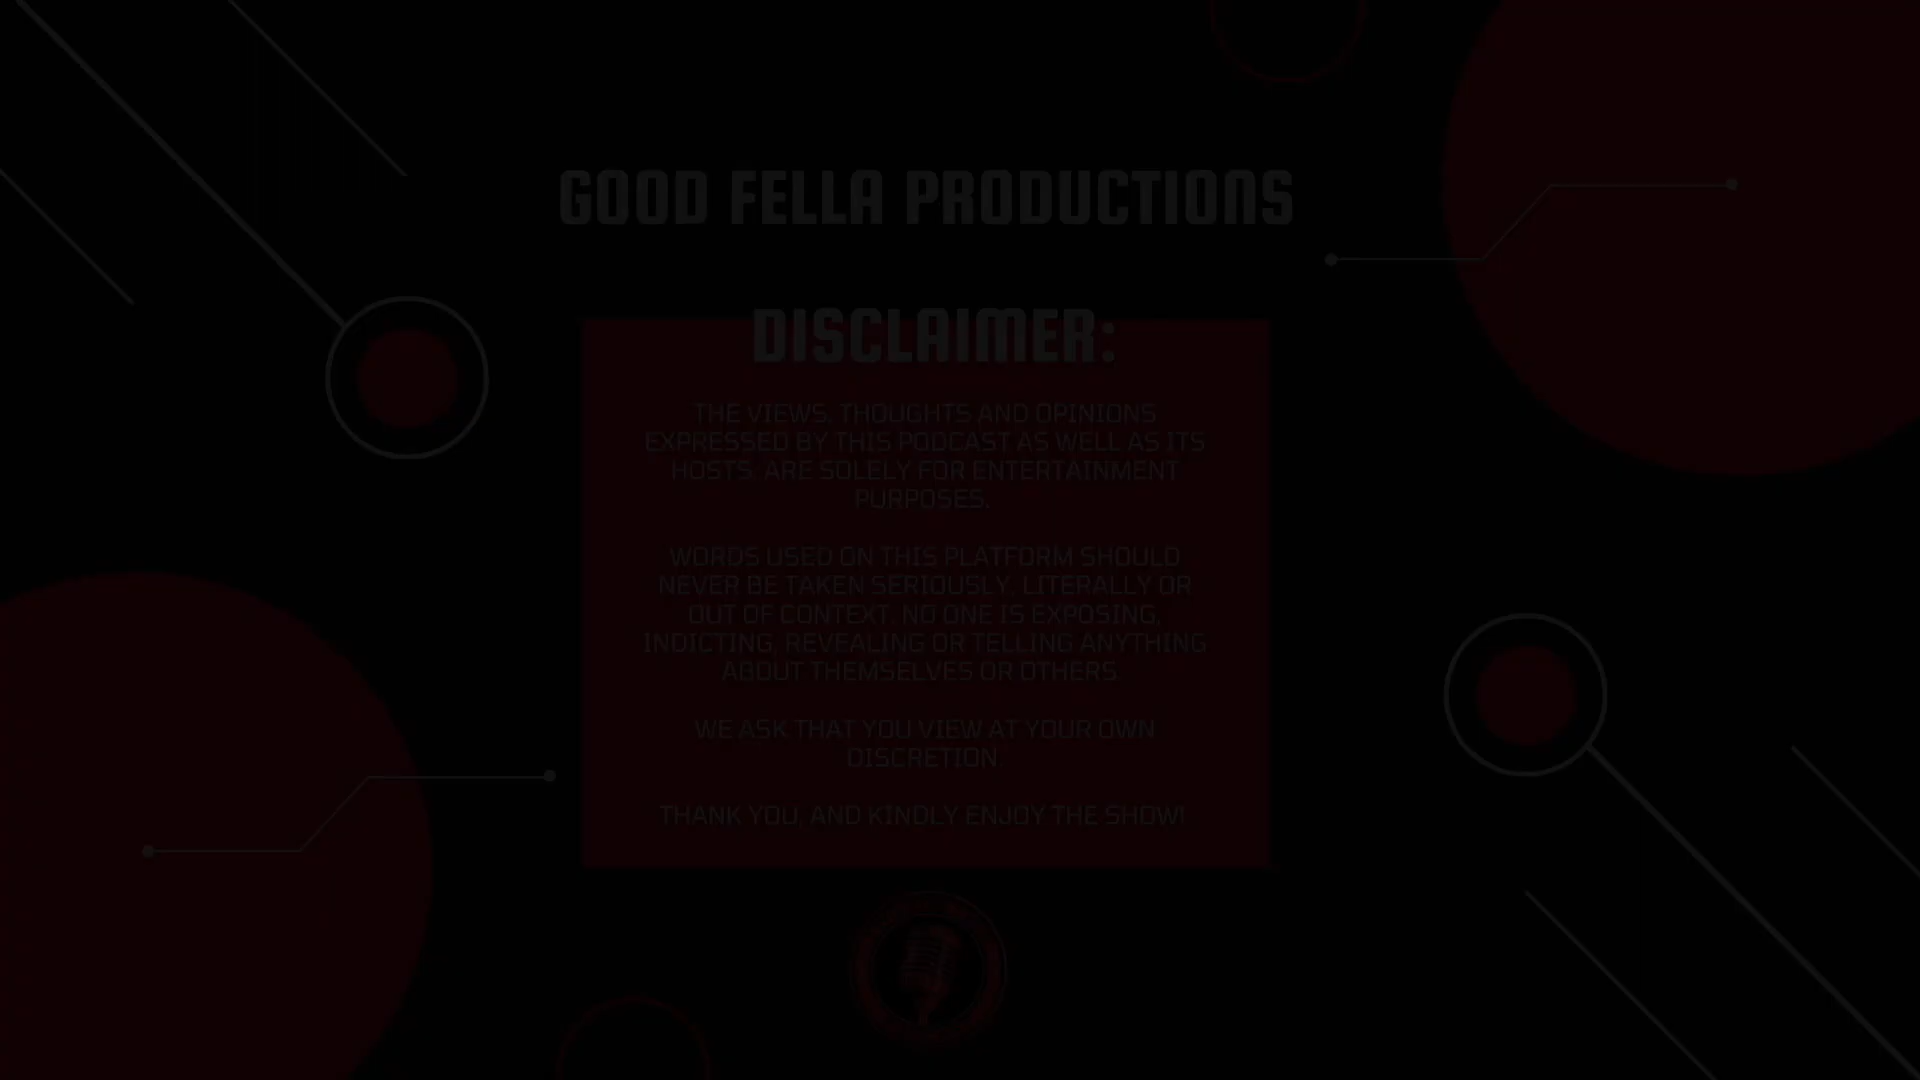 GOOD FELLA PRODUCTIONS
DISCLAIMER:
THE VIEWS, THOUGHTS AND OPINIONS
EXPRESSED BY THIS PODCAST AS WELL AS ITS
HOSTS, ARE SOLELY FOR ENTERTAINMENT
PURPOSES.
WORDS USED ON THIS PLATFORM SHOULD
NEVER BE TAKEN SERIOUSLY, LITERALLY OR
OUT OF CONTEXT. NO ONE IS EXPOSING,
INDICTING, REVEALING OR TELLING ANYTHING
ABOUT THEMSELVES OR OTHERS.
WE ASK THAT YOU VIEW AT YOUR OWN
DISCRETION.
THANK YOU, AND KINDLY ENJOY THE SHOW!